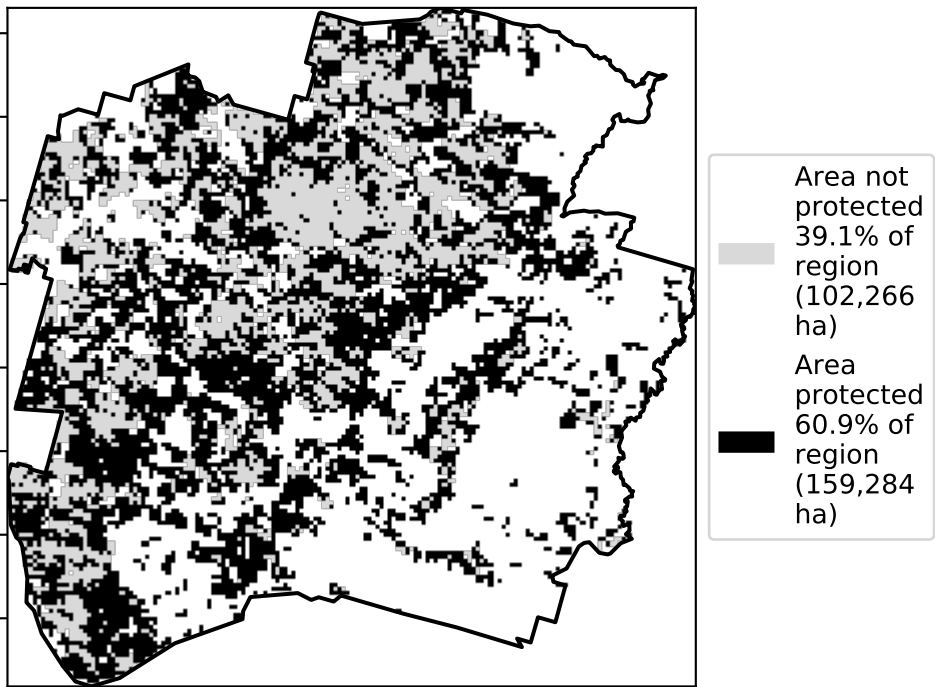 Area not
protected
39.1% of
region
(102,266
ha)
Area
protected
60.9% of
region
(159,284
ha)